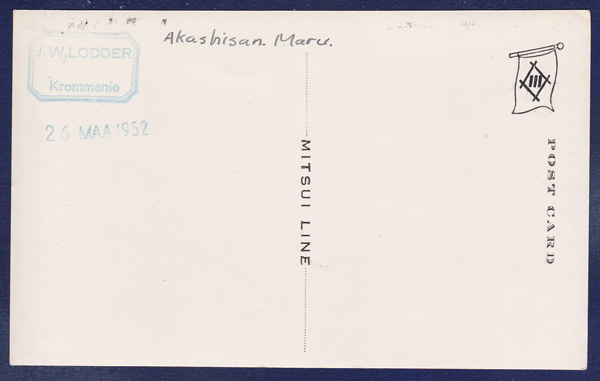 Akashisan. Maru.
J. W. LODDER
Krommenie
26 MAA 1952
MITSUI LINE
POST CARD